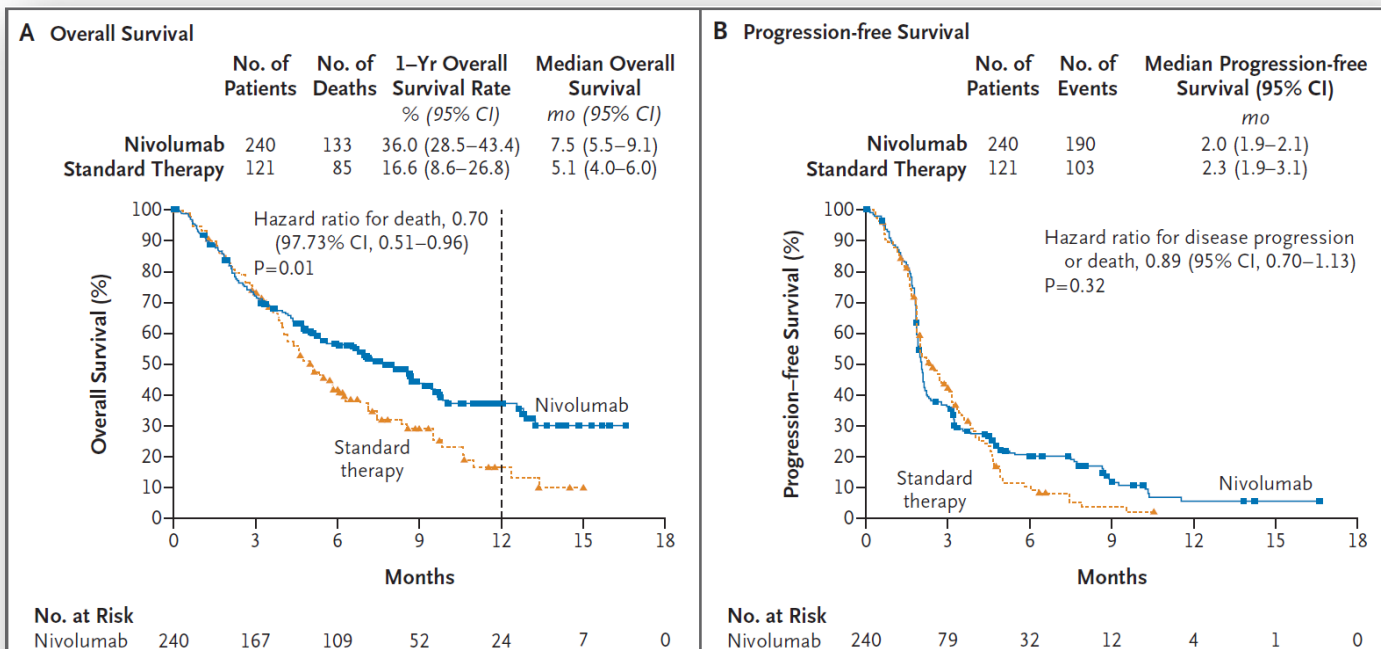 A Overall Survival
No. of Patients No. of Deaths 1–Yr Overall Survival Rate Median Overall Survival
% (95% CI) mo (95% CI)
Nivolumab 240 133 36.0 (28.5–43.4) 7.5 (5.5–9.1)
Standard Therapy 121 85 16.6 (8.6–26.8) 5.1 (4.0–6.0)
Hazard ratio for death, 0.70
(97.73% CI, 0.51–0.96)
P=0.01
Overall Survival (%)
100
90
80
70
60
50
40
30
20
10
0
Nivolumab
Standard
therapy
0 3 6 9 12 15 18
Months
No. at Risk
Nivolumab 240 167 109 52 24 7 0
B Progression-free Survival
No. of Patients No. of Events Median Progression-free Survival (95% CI)
mo
Nivolumab 240 190 2.0 (1.9–2.1)
Standard Therapy 121 103 2.3 (1.9–3.1)
Hazard ratio for disease progression
or death, 0.89 (95% CI, 0.70–1.13)
P=0.32
Progression–free Survival (%)
100
90
80
70
60
50
40
30
20
10
0
Standard
therapy
Nivolumab
0 3 6 9 12 15 18
Months
No. at Risk
Nivolumab 240 79 32 12 4 1 0